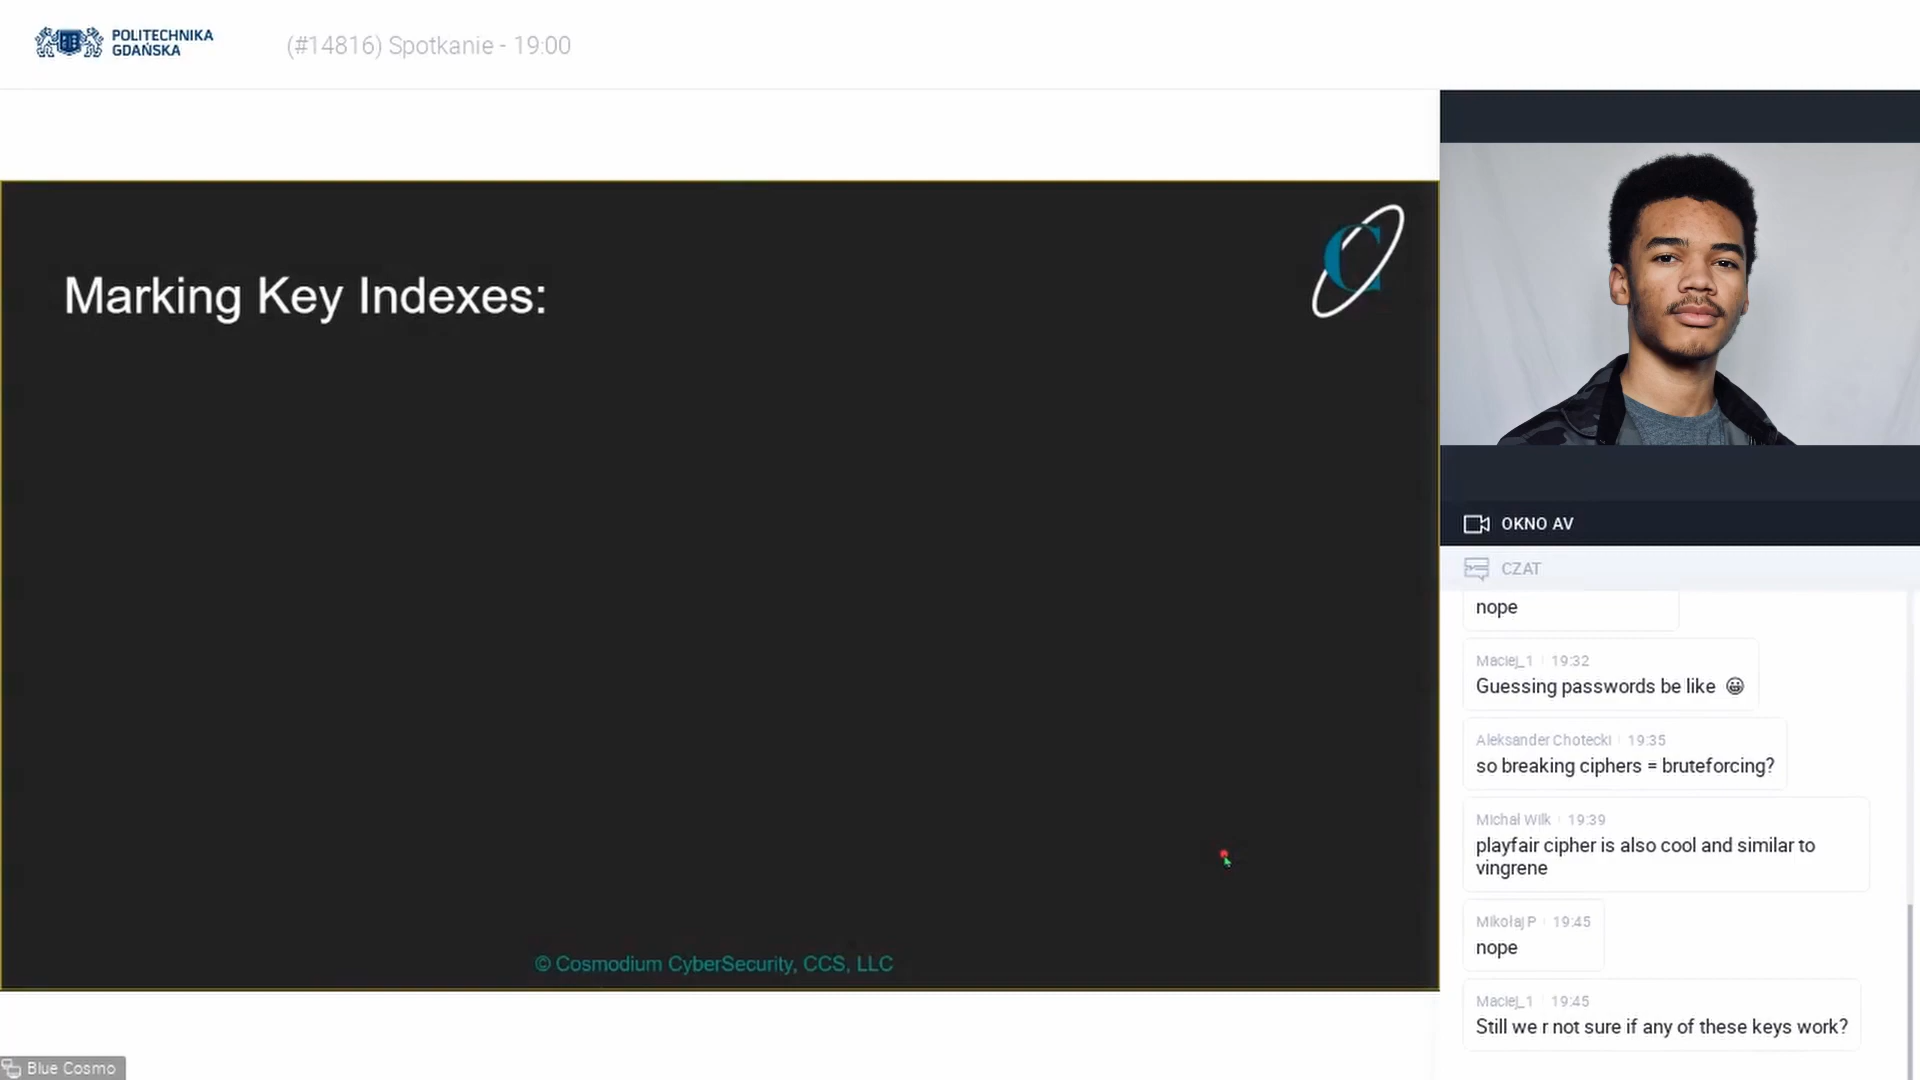 POLITECHNIKA
GDAŃSKA
(#14816) Spotkanie - 19:00
Marking Key Indexes:
C
© Cosmodium CyberSecurity, CCS, LLC
Blue Cosmo
OKNO AV
CZAT
nope
Maciej_1 19:32
Guessing passwords be like 😀
Aleksander Chotecki 19:35
so breaking ciphers = bruteforcing?
Michał Wilk 19:39
playfair cipher is also cool and similar to
vingrene
Mikołaj P 19:45
nope
Maciej_1 19:45
Still we r not sure if any of these keys work?